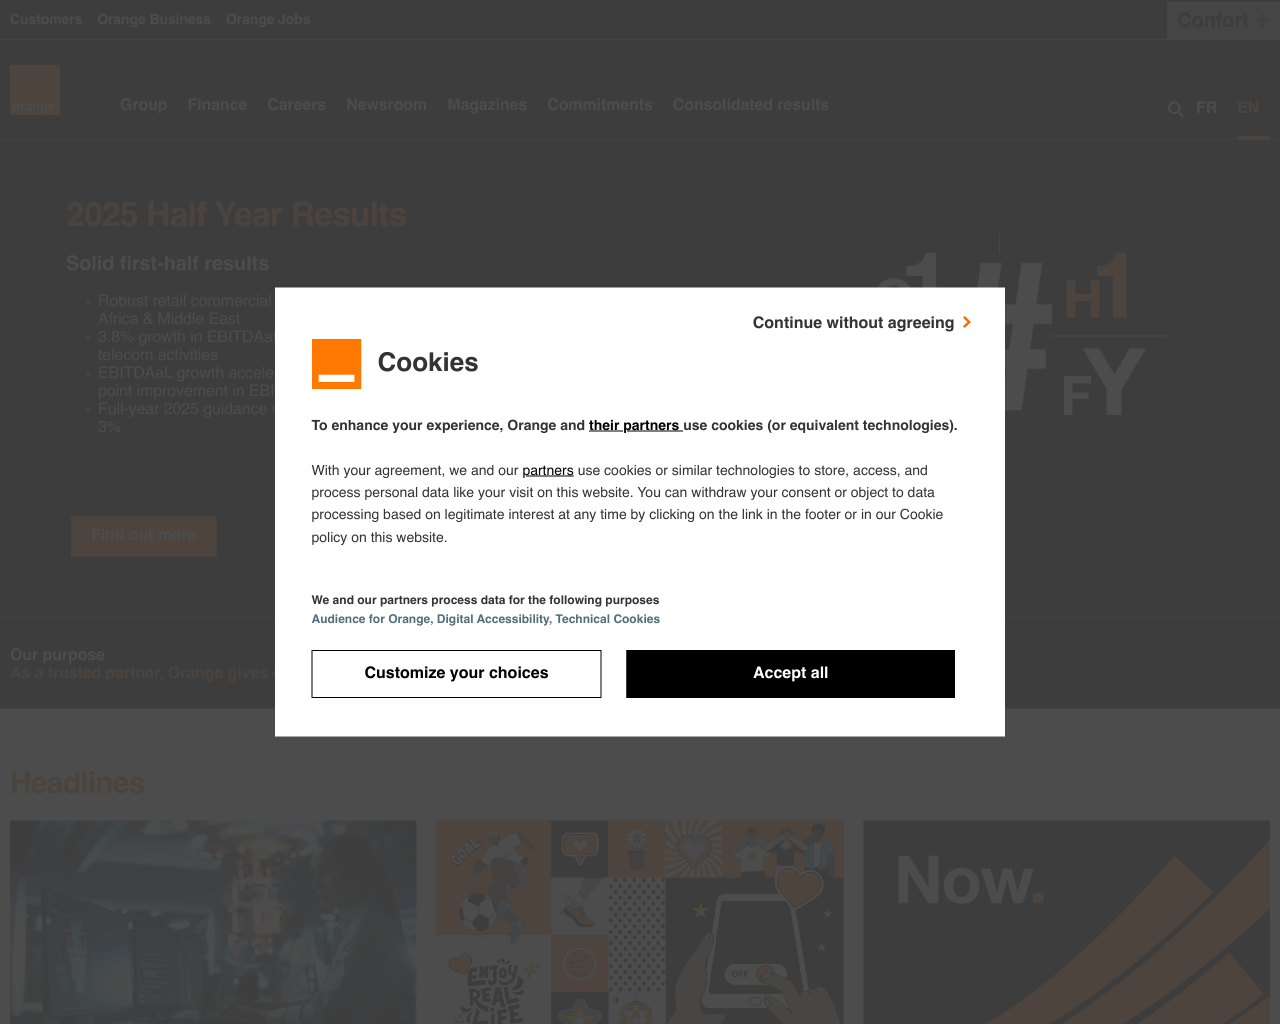 Customers Orange Business Orange Jobs
Confort +
orange
Group Finance Careers Newsroom Magazines Commitments Consolidated results
FR EN
2025 Half Year Results
Solid first-half results
Robust retail commercial
Africa & Middle East
3.8% growth in EBITDAaL
telecom activities
EBITDAaL growth accele
point improvement in EBI
Full-year 2025 guidance
3%
Find out more
#
H1
FY
Continue without agreeing
Cookies
To enhance your experience, Orange and their partners use cookies (or equivalent technologies).
With your agreement, we and our partners use cookies or similar technologies to store, access, and
process personal data like your visit on this website. You can withdraw your consent or object to data
processing based on legitimate interest at any time by clicking on the link in the footer or in our Cookie
policy on this website.
We and our partners process data for the following purposes
Audience for Orange, Digital Accessibility, Technical Cookies
Customize your choices
Accept all
Our purpose
As a trusted partner, Orange gives
Headlines
GOAL
OFF
ENJOY
THE
REAL
LIFE
Now.